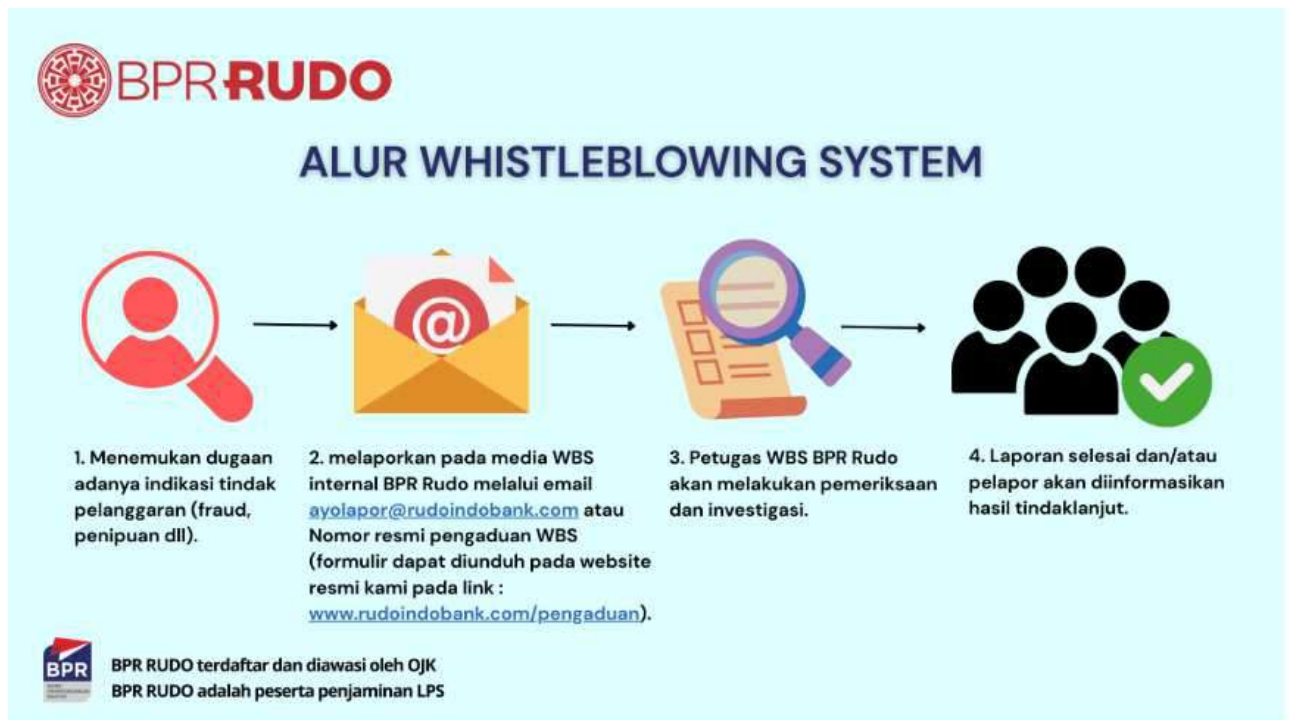 BPR RUDO
ALUR WHISTLEBLOWING SYSTEM
@
1. Menemukan dugaan
adanya indikasi tindak
pelanggaran (fraud,
penipuan dll).
2. melaporkan pada media WBS
internal BPR Rudo melalui email
ayolapor@rudoindobank.com atau
Nomor resmi pengaduan WBS
(formulir dapat diunduh pada website
resmi kami pada link :
www.rudoindobank.com/pengaduan).
3. Petugas WBS BPR Rudo
akan melakukan pemeriksaan
dan investigasi.
4. Laporan selesai dan/atau
pelapor akan diinformasikan
hasil tindaklanjut.
BPR
BPR RUDO terdaftar dan diawasi oleh OJK
BPR RUDO adalah peserta penjaminan LPS